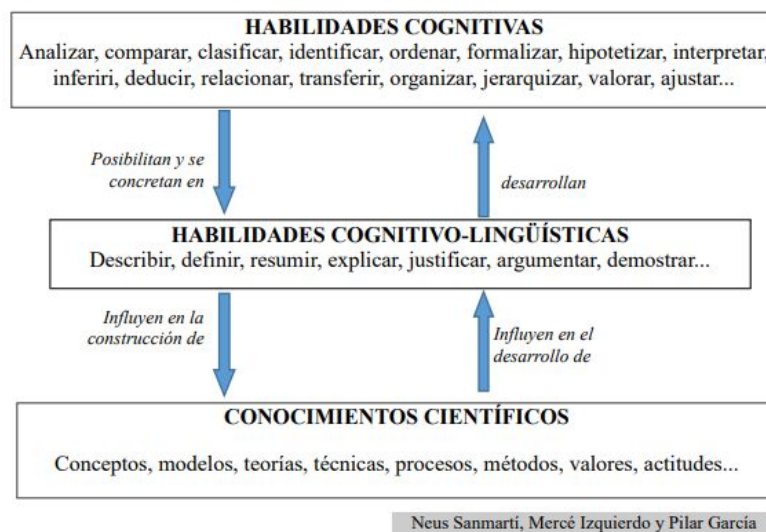 HABILIDADES COGNITIVAS
Analizar, comparar, clasificar, identificar, ordenar, formalizar, hipotetizar, interpretar,
inferiri, deducir, relacionar, transferir, organizar, jerarquizar, valorar, ajustar...
Posibilitan y se
concretan en
desarrollan
HABILIDADES COGNITIVO-LINGÜÍSTICAS
Describir, definir, resumir, explicar, justificar, argumentar, demostrar...
Influyen en la
construcción de
Influyen en el
desarrollo de
CONOCIMIENTOS CIENTÍFICOS
Conceptos, modelos, teorías, técnicas, procesos, métodos, valores, actitudes...
Neus Sanmartí, Mercé Izquierdo y Pilar García